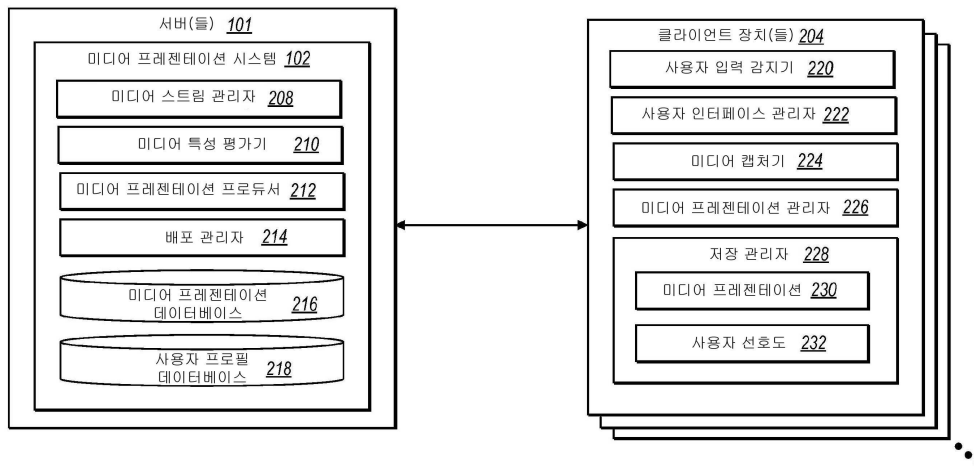 서버(들) 101
미디어 프레젠테이션 시스템 102
미디어 스트림 관리자 208
미디어 특성 평가기 210
미디어 프레젠테이션 프로듀서 212
배포 관리자 214
미디어 프레젠테이션
데이터베이스 216
사용자 프로필
데이터베이스 218
클라이언트 장치(들) 204
사용자 입력 감지기 220
사용자 인터페이스 관리자 222
미디어 캡처기 224
미디어 프레젠테이션 관리자 226
저장 관리자 228
미디어 프레젠테이션 230
사용자 선호도 232